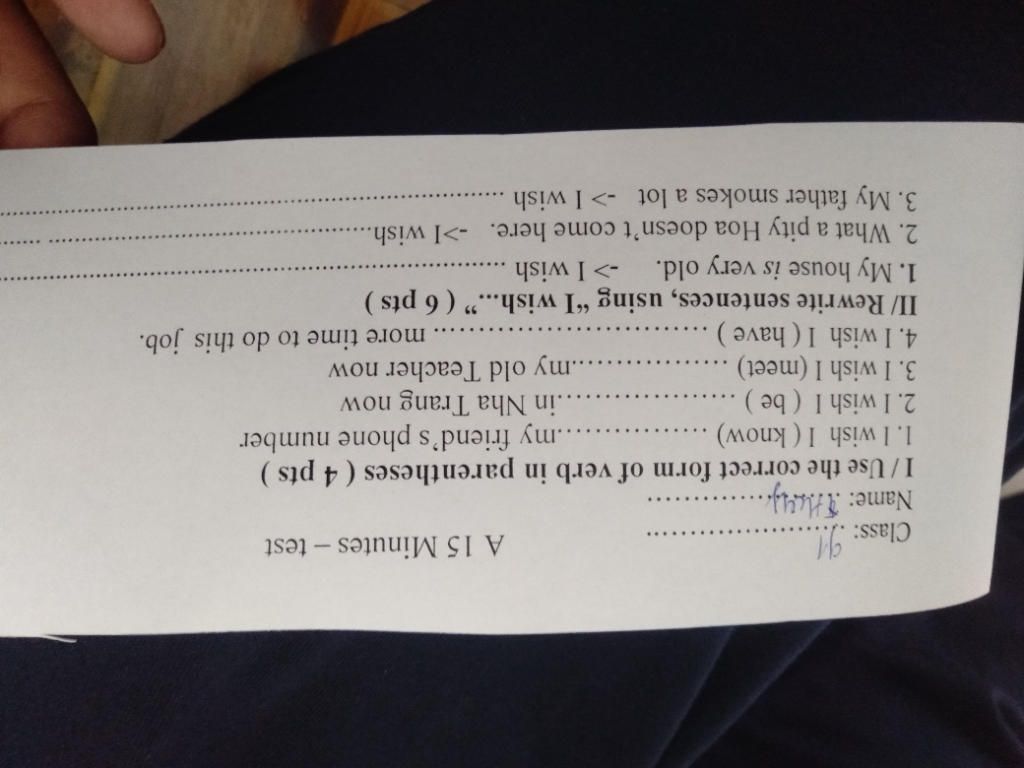 Class: 91 ......................
A 15 Minutes – test
Name: Thuy ..............
I / Use the correct form of verb in parentheses ( 4 pts )
1. I wish I ( know) .................my friend's phone number
2. I wish I ( be ) .....................in Nha Trang now
3. I wish I (meet) ...................my old Teacher now
4. I wish I ( have ) ................................ more time to do this job.
II/ Rewrite sentences, using “I wish...” ( 6 pts )
1. My house is very old. -> I wish ............................................................
2. What a pity Hoa doesn't come here. ->I wish.......................................... ......
3. My father smokes a lot -> I wish ............................................................